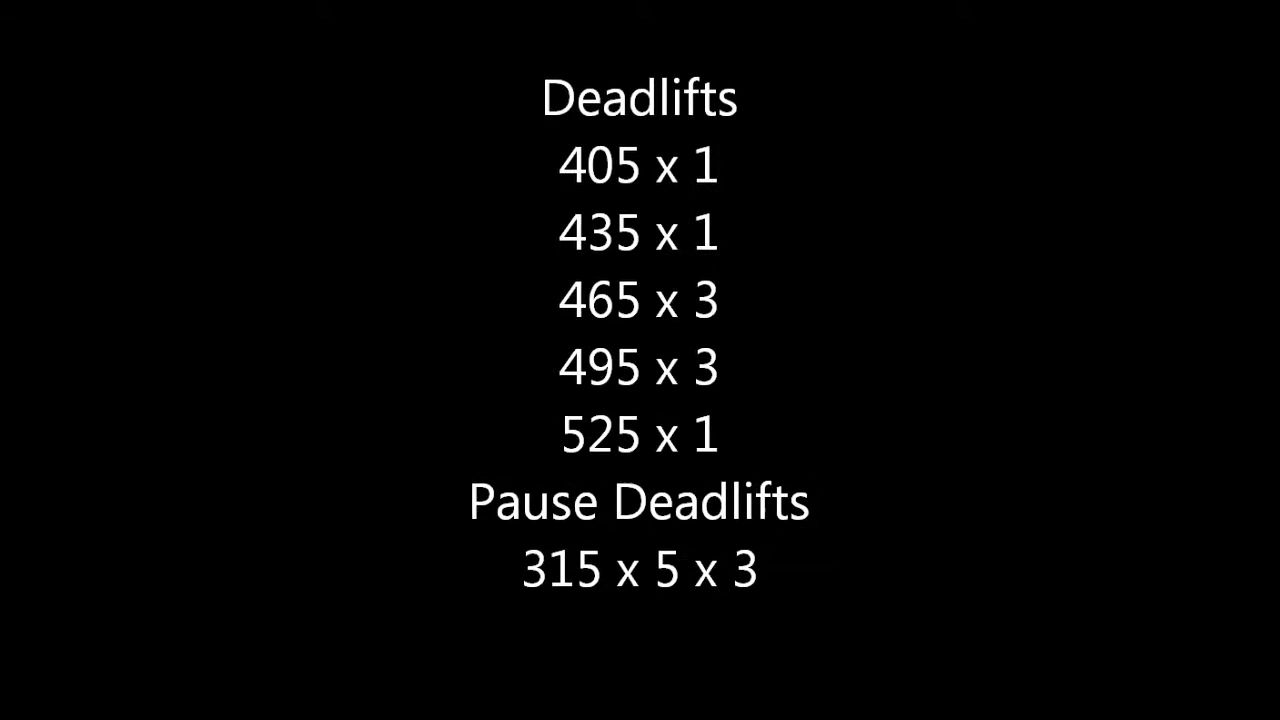 Deadlifts
405 x 1
435 x 1
465 x 3
495 x 3
525 x 1
Pause Deadlifts
315 x 5 x 3